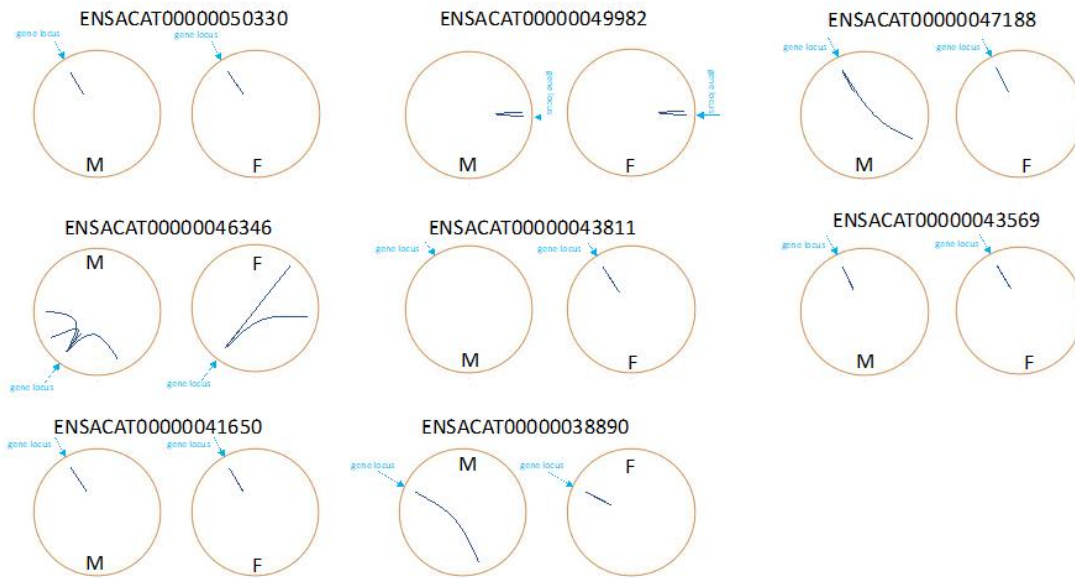 ENSACAT00000050330
gene locus
gene locus
M
F
ENSACAT00000049982
gene locus
gene locus
M
F
ENSACAT00000047188
gene locus
gene locus
M
F
ENSACAT00000046346
M
F
gene locus
gene locus
ENSACAT00000043811
gene locus
gene locus
M
F
ENSACAT00000043569
gene locus
gene locus
M
F
ENSACAT00000041650
gene locus
gene locus
M
F
ENSACAT00000038890
M
F
gene locus
gene locus